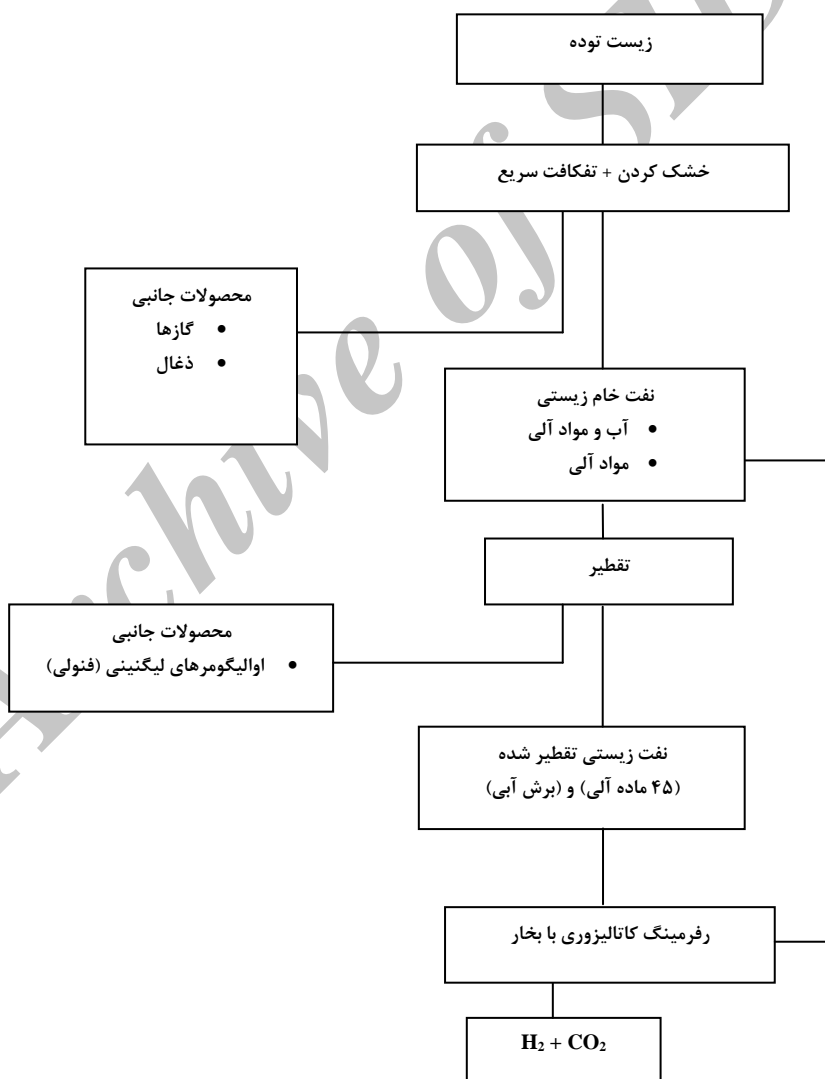 زیست توده
خشک کردن + تفکافت سریع
محصولات جانبی
• گازها
• ذغال
نفت خام زیستی
• آب و مواد آلی
• مواد آلی
تقطیر
محصولات جانبی
• اوالیگومرهای لیگنینی (فنولی)
نفت زیستی تقطیر شده
(۴۵ ماده آلی) و (برش آبی)
رفرمینگ کاتالیزوری با بخار
H₂ + CO₂
Archive of S